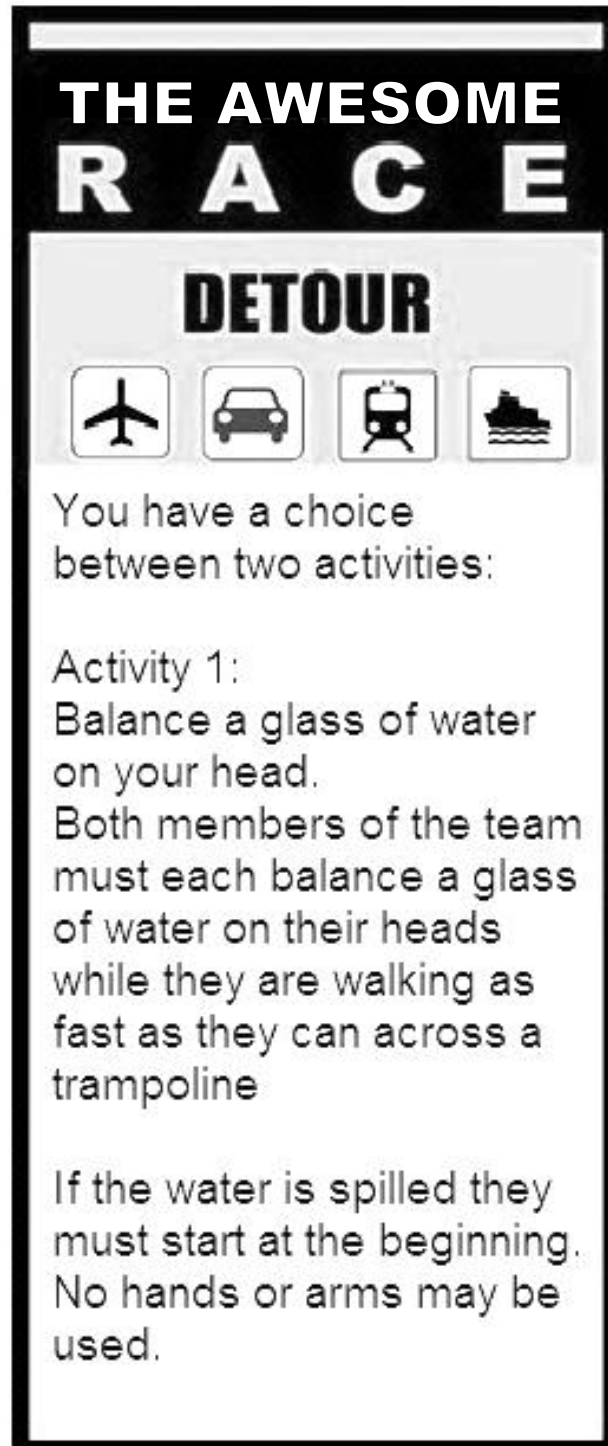 THE AWESOME
RACE
DETOUR
You have a choice
between two activities:
Activity 1:
Balance a glass of water
on your head.
Both members of the team
must each balance a glass
of water on their heads
while they are walking as
fast as they can across a
trampoline
If the water is spilled they
must start at the beginning.
No hands or arms may be
used.